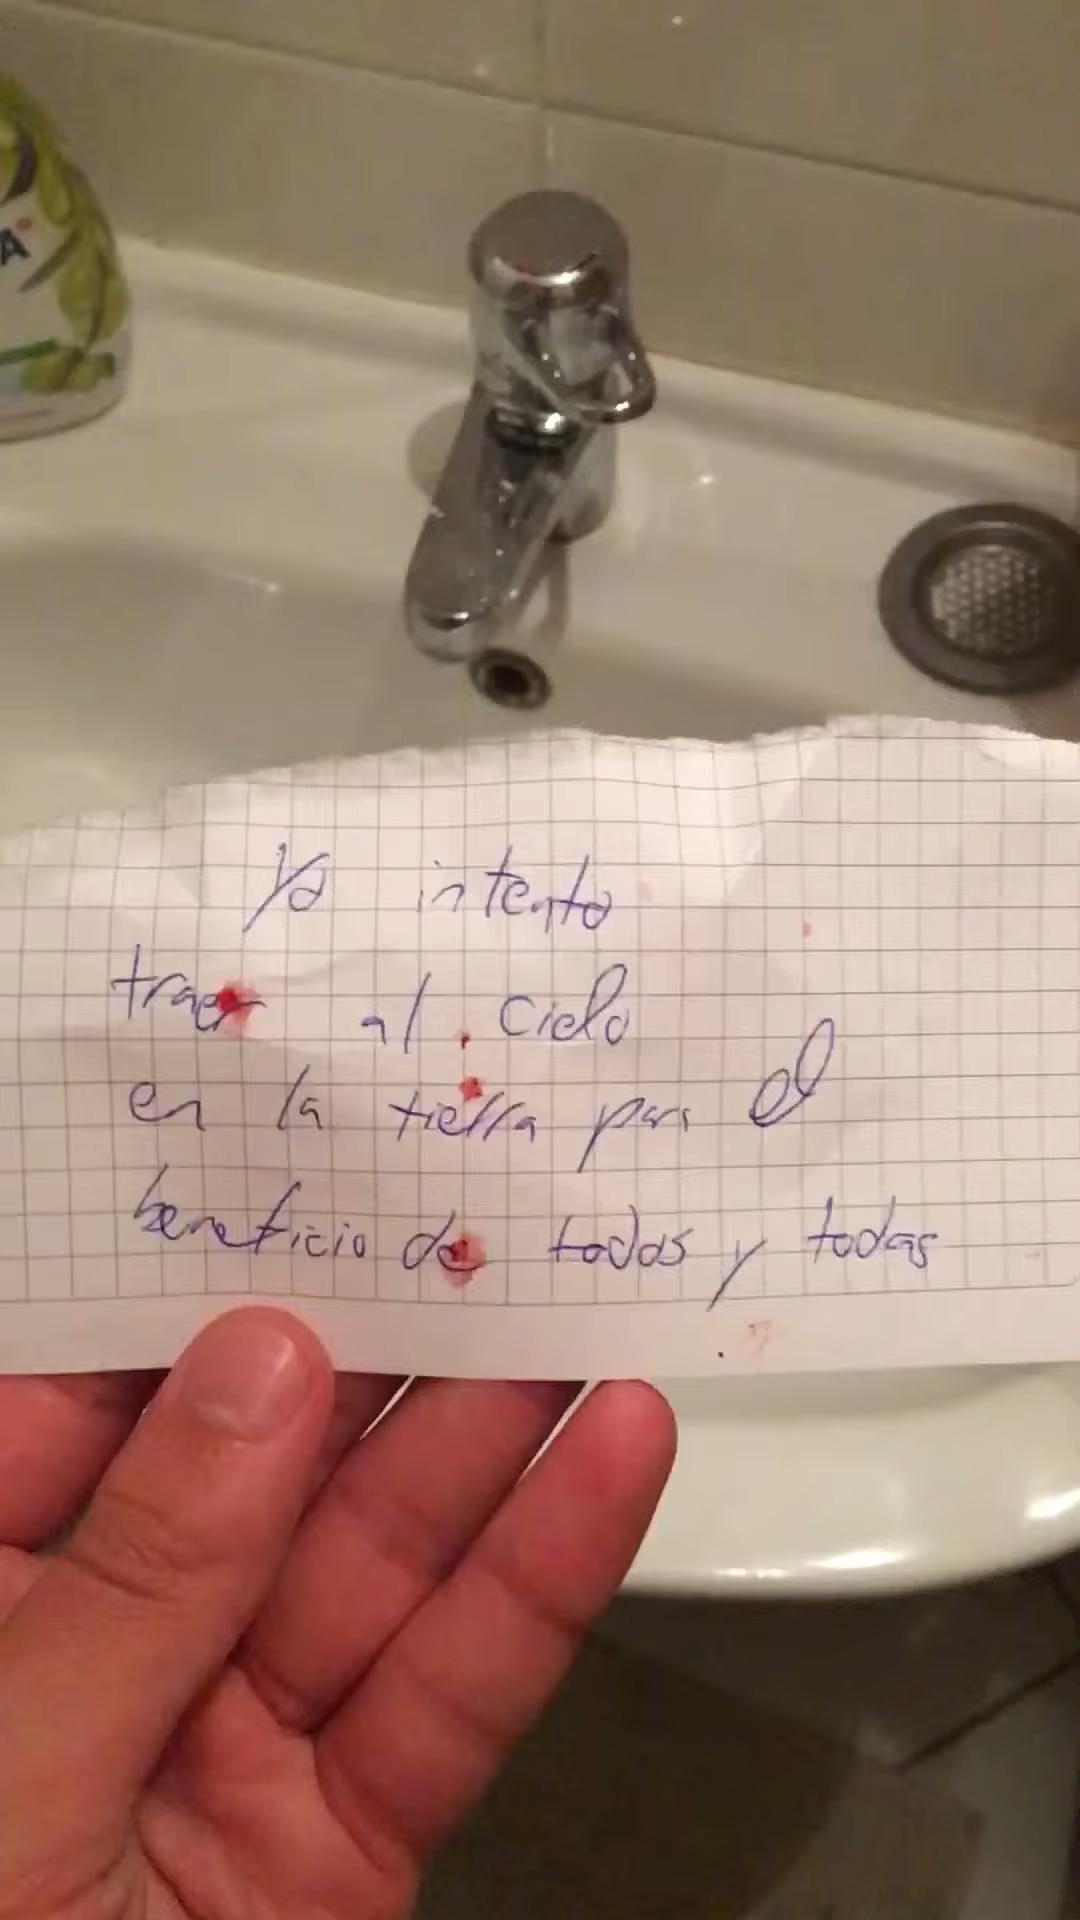 A
Yo intento
traer al cielo
en la tierra para el
beneficio de todos y todas